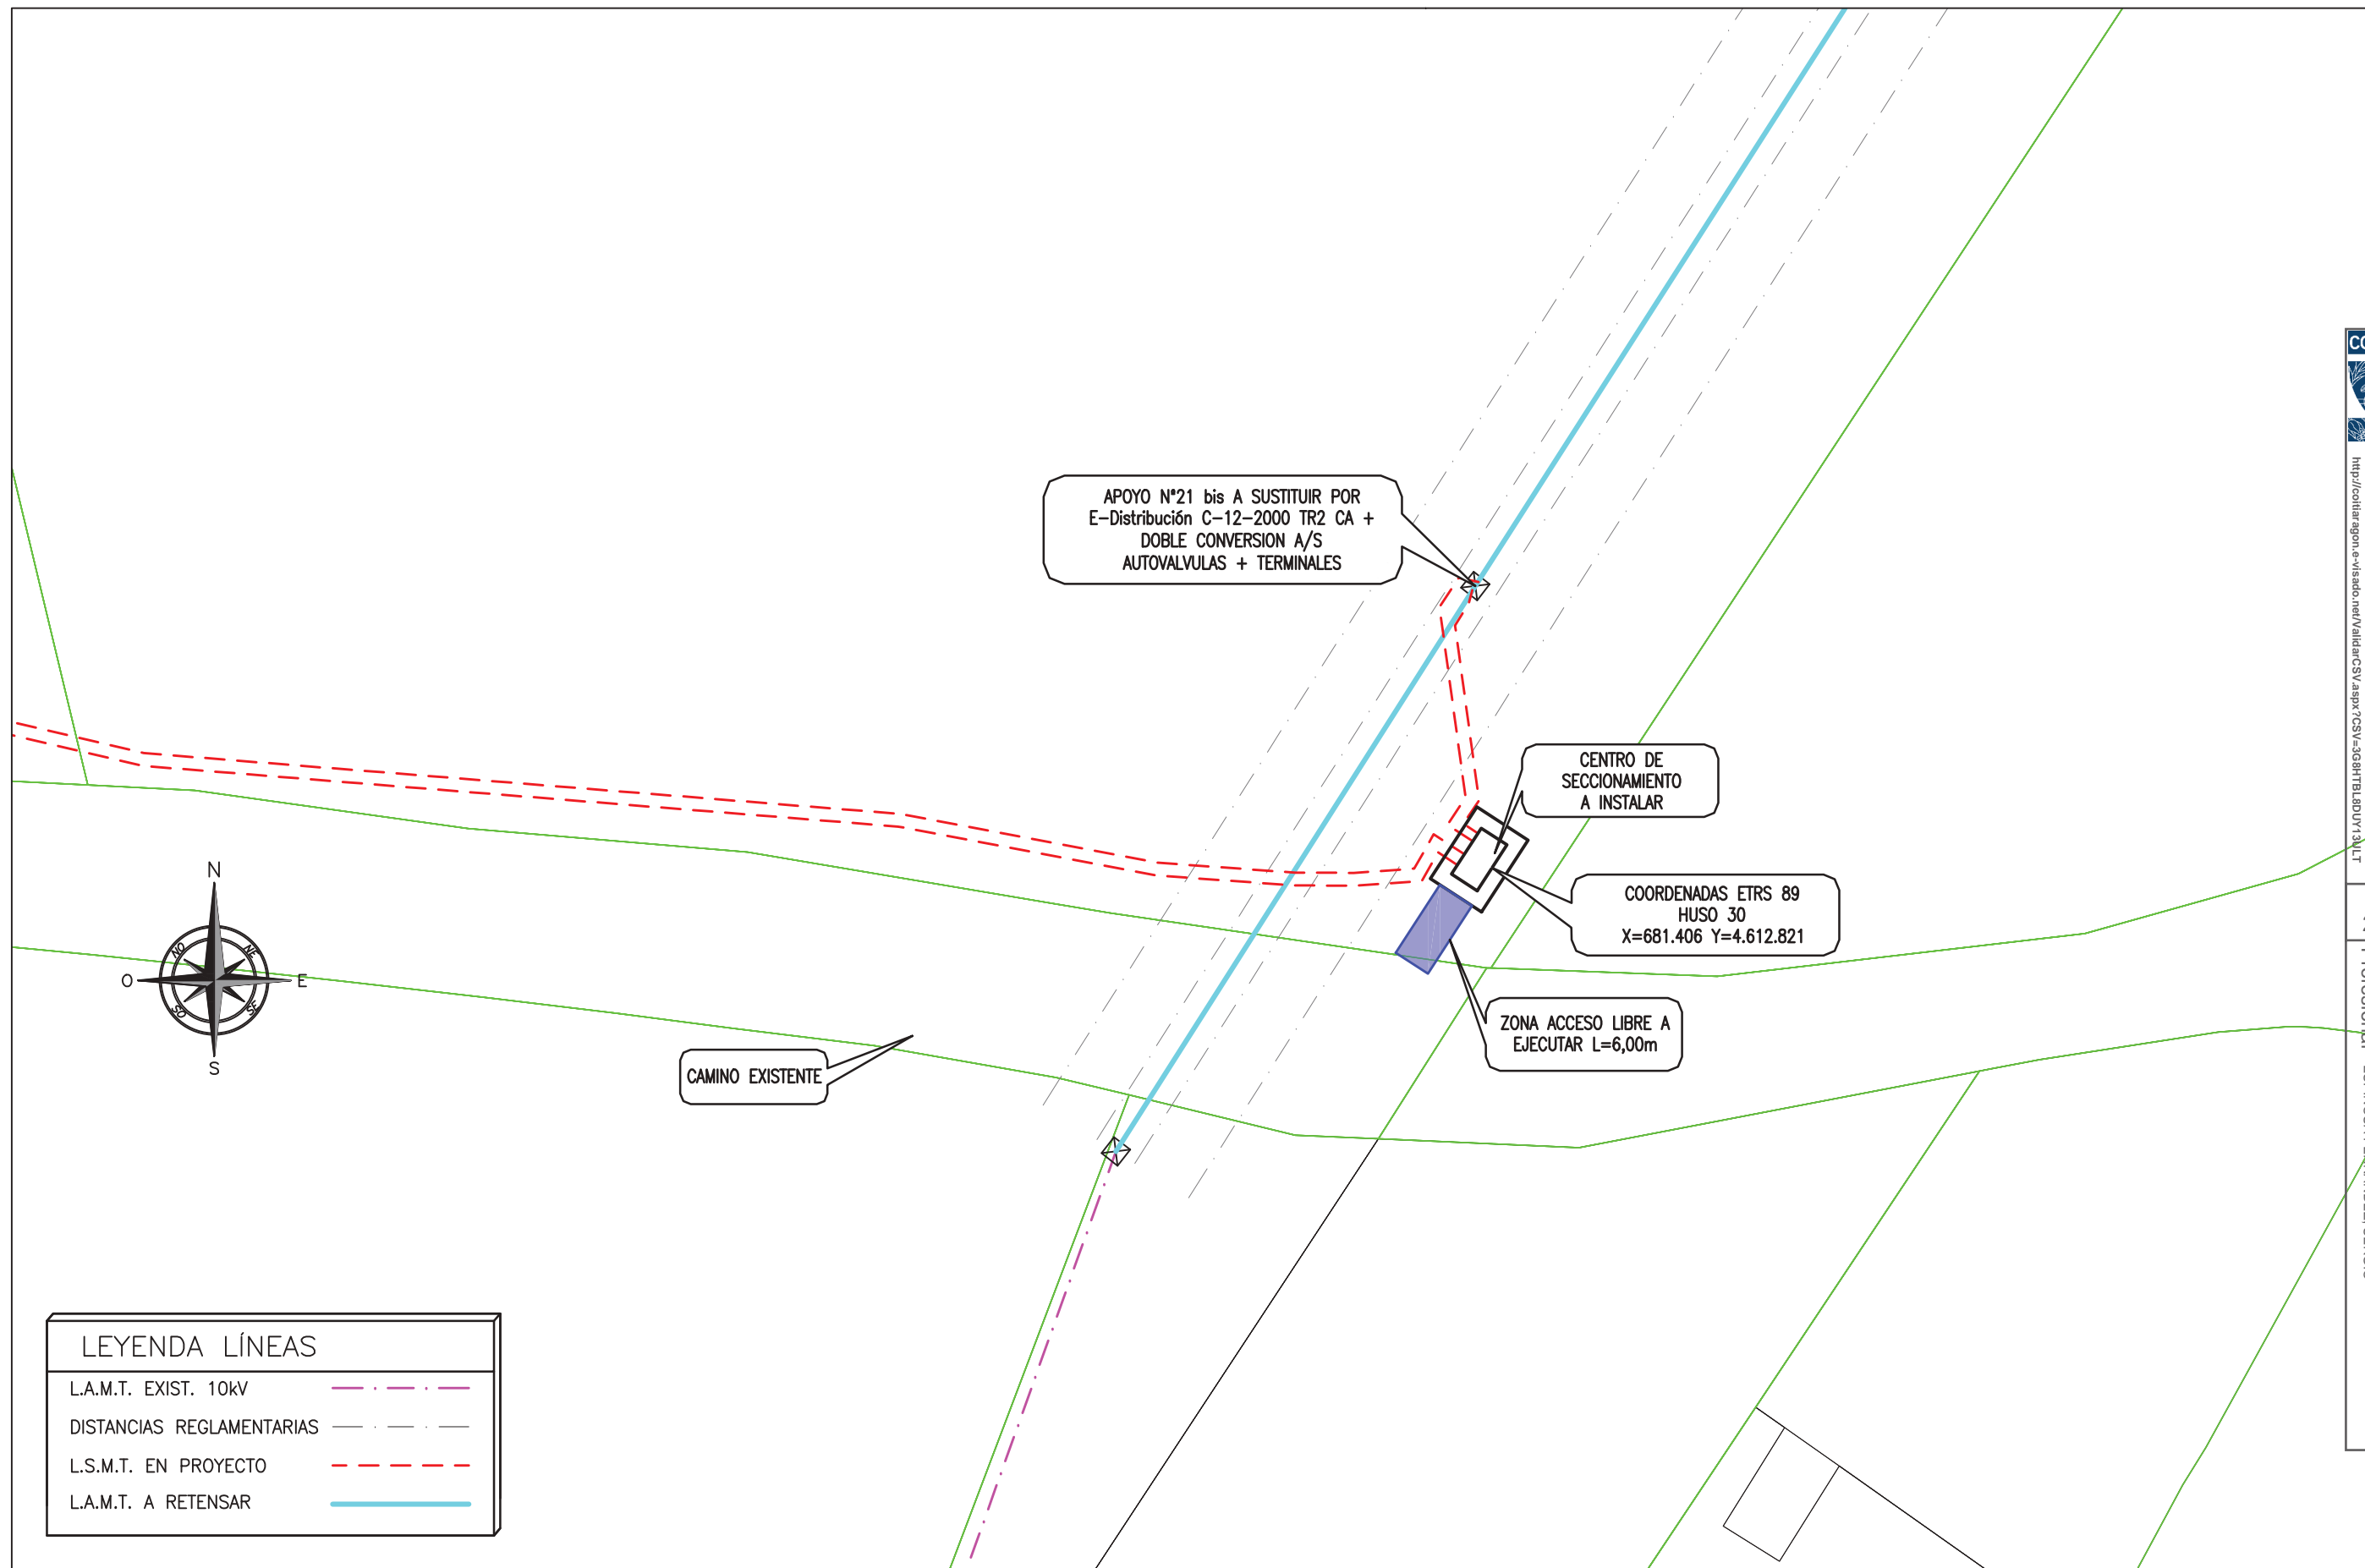 APOYO Nº21 bis A SUSTITUIR POR
E-Distribución C-12-2000 TR2 CA +
DOBLE CONVERSION A/S
AUTOVALVULAS + TERMINALES
CENTRO DE
SECCIONAMIENTO
A INSTALAR
COORDENADAS ETRS 89
HUSO 30
X=681.406 Y=4.612.821
ZONA ACCESO LIBRE A
EJECUTAR L=6,00m
CAMINO EXISTENTE
N
NO
NE
O
E
SO
SE
S
LEYENDA LÍNEAS
L.A.M.T. EXIST. 10kV
DISTANCIAS REGLAMENTARIAS
L.S.M.T. EN PROYECTO
L.A.M.T. A RETENSAR
http://coitiaragon.e-visado.net/ValidarCSV.aspx?CSV=3G8HTBL8DUY13ULT